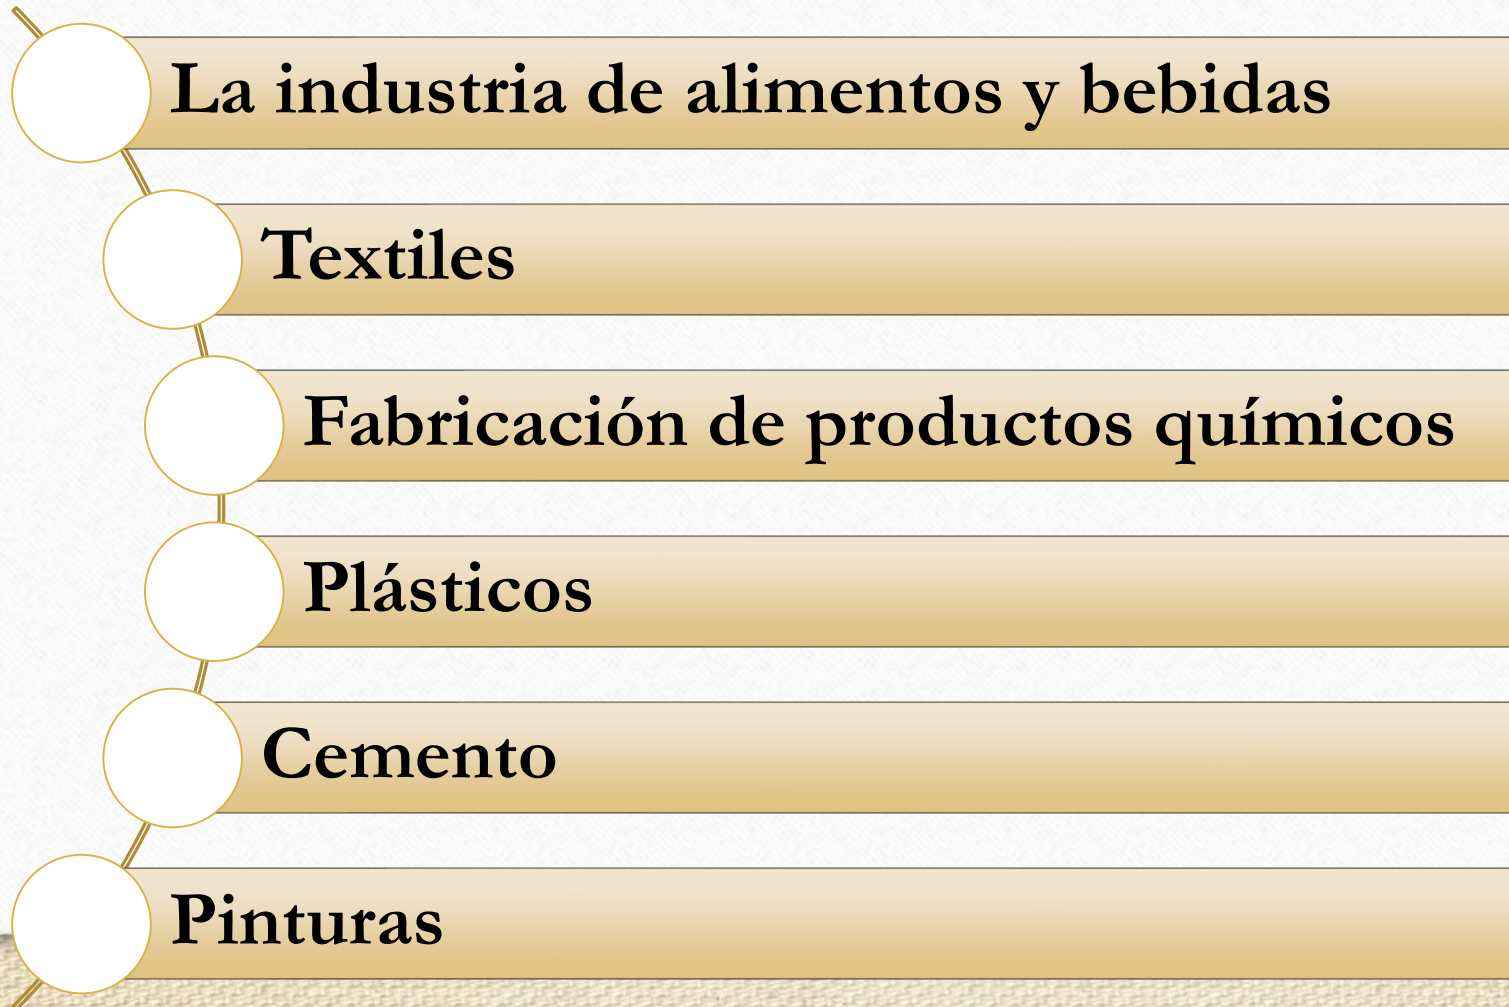 La industria de alimentos y bebidas
Textiles
Fabricación de productos químicos
Plásticos
Cemento
Pinturas